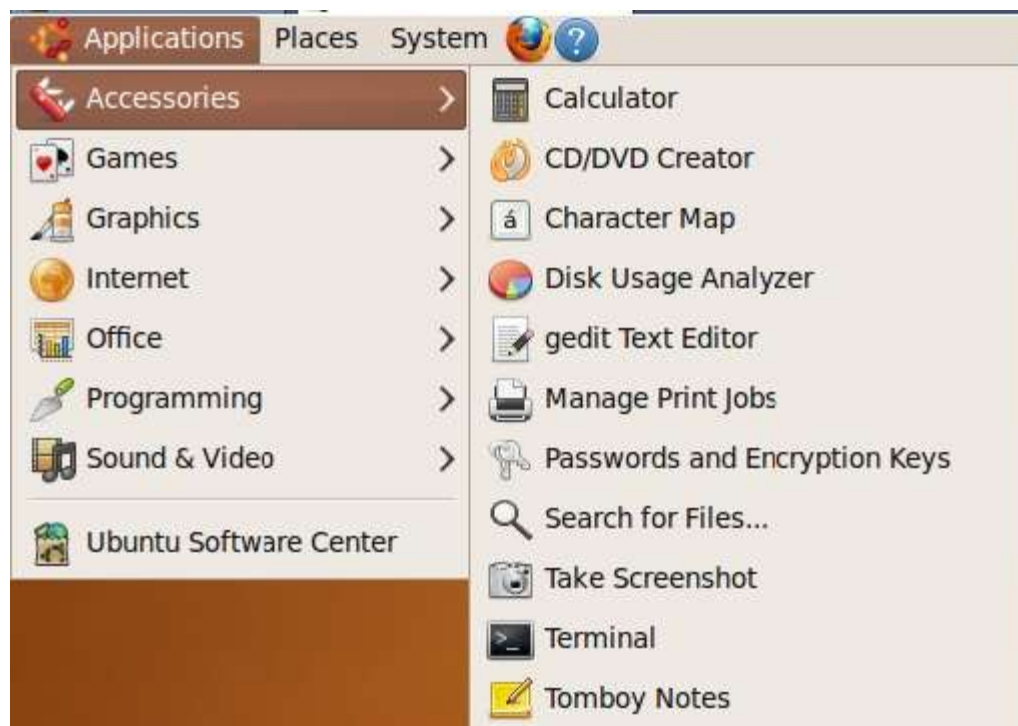 Applications Places System ?
Accessories
Games
Graphics
Internet
Office
Programming
Sound & Video
Ubuntu Software Center
Calculator
CD/DVD Creator
á Character Map
Disk Usage Analyzer
gedit Text Editor
Manage Print Jobs
Passwords and Encryption Keys
Search for Files...
Take Screenshot
>_ Terminal
Tomboy Notes